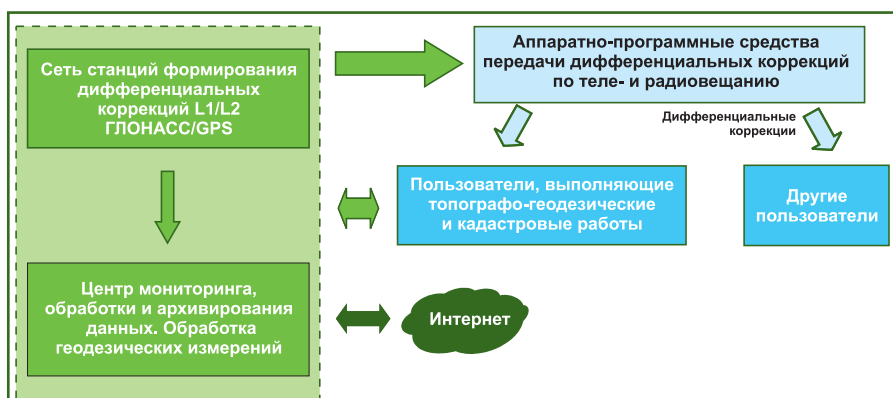 Сеть станций формирования
дифференциальных
коррекций L1/L2
ГЛОНАСС/GPS
Аппаратно-программные средства
передачи дифференциальных коррекций
по теле- и радиовещанию
Дифференциальные
коррекции
Пользователи, выполняющие
топографо-геодезические
и кадастровые работы
Другие
пользователи
Центр мониторинга,
обработки и архивирования
данных. Обработка
геодезических измерений
Интернет